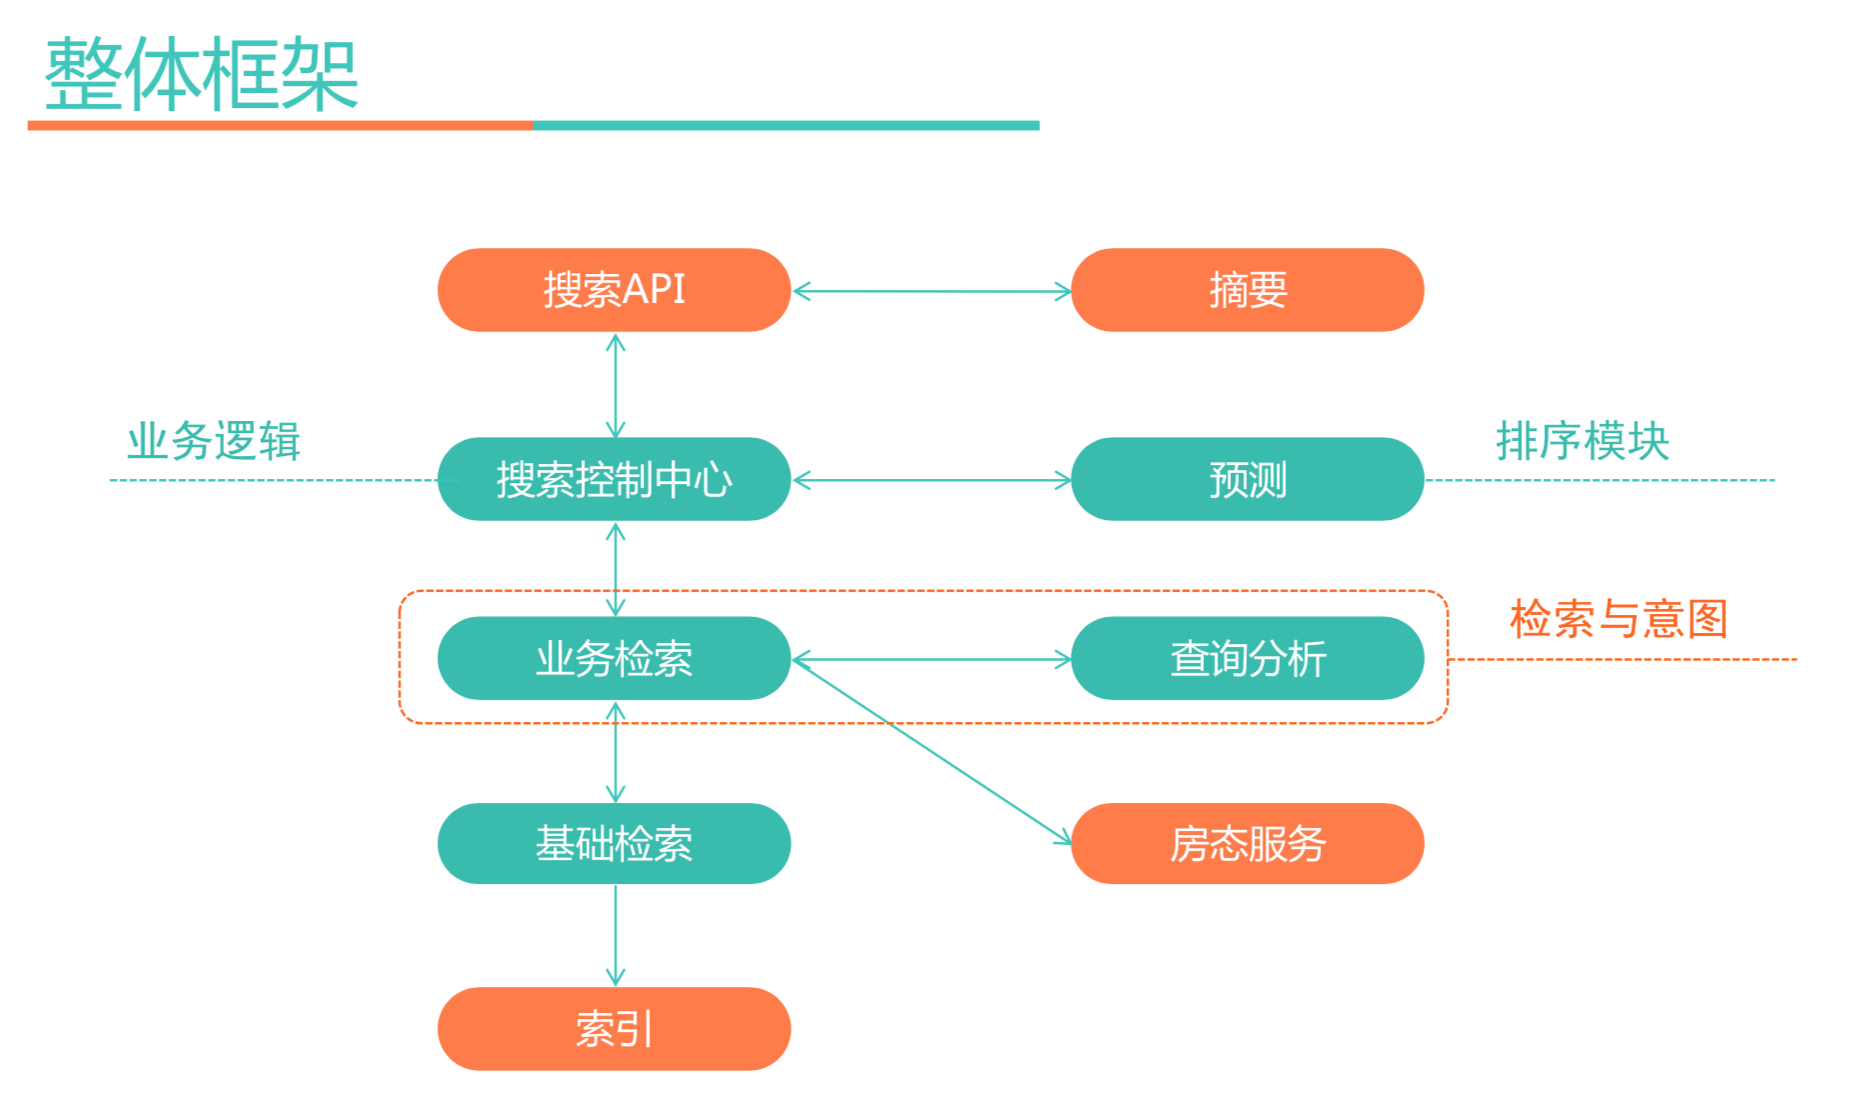 整体框架
搜索API
摘要
业务逻辑
搜索控制中心
预测
排序模块
业务检索
查询分析
检索与意图
基础检索
房态服务
索引